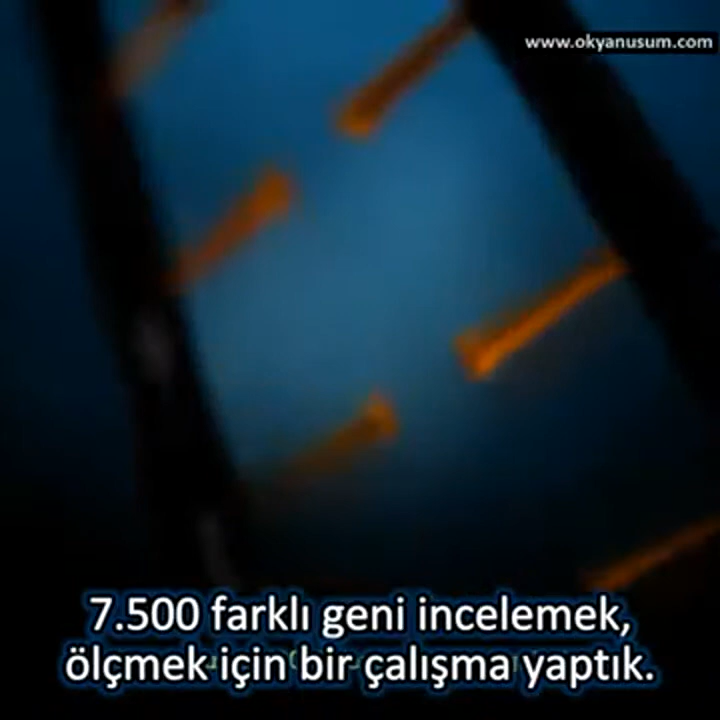 www.okyanusum.com
7.500 farklı geni incelemek,
ölçmek için bir çalışma yaptık.